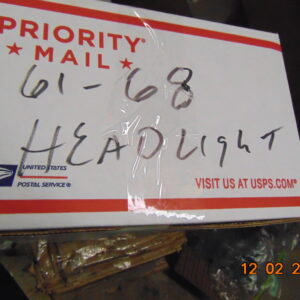 PRIORITY®
★ MAIL ★
61-68
HEADLIGHT
UNITED STATES
POSTAL SERVICE®
VISIT US AT USPS.COM®
12 02 2